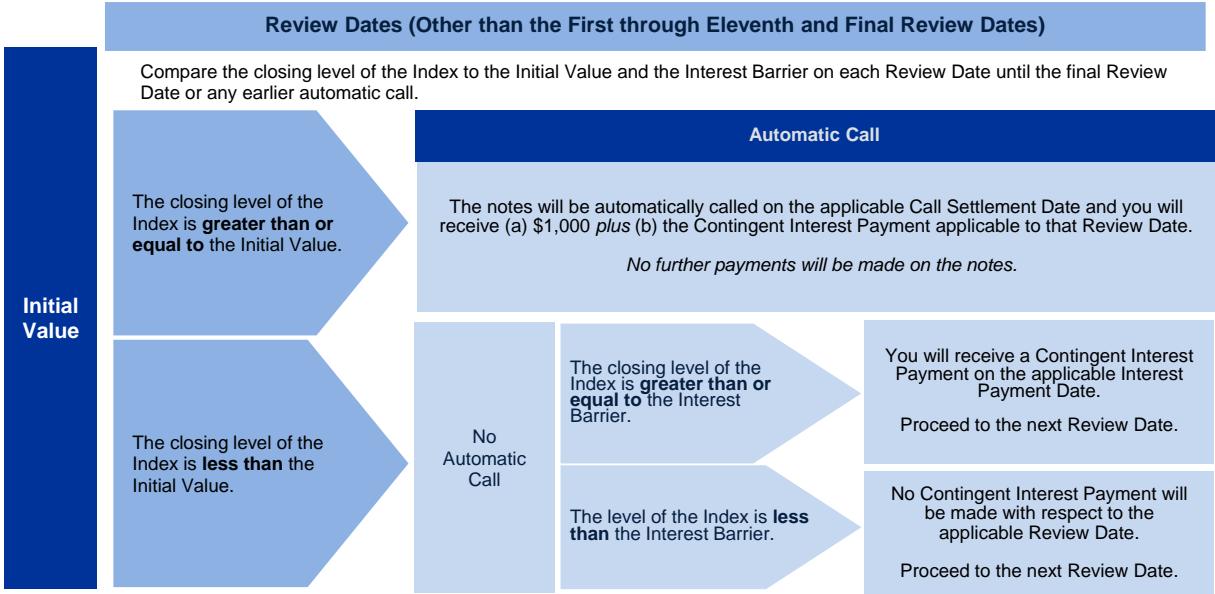 Review Dates (Other than the First through Eleventh and Final Review Dates)
Compare the closing level of the Index to the Initial Value and the Interest Barrier on each Review Date until the final Review
Date or any earlier automatic call.
Initial
Value
The closing level of the
Index is greater than or
equal to the Initial Value.
Automatic Call
The notes will be automatically called on the applicable Call Settlement Date and you will
receive (a) $1,000 plus (b) the Contingent Interest Payment applicable to that Review Date.
No further payments will be made on the notes.
The closing level of the
Index is less than the
Initial Value.
No
Automatic
Call
The closing level of the
Index is greater than or
equal to the Interest
Barrier.
You will receive a Contingent Interest
Payment on the applicable Interest
Payment Date.
Proceed to the next Review Date.
The level of the Index is less
than the Interest Barrier.
No Contingent Interest Payment will
be made with respect to the
applicable Review Date.
Proceed to the next Review Date.